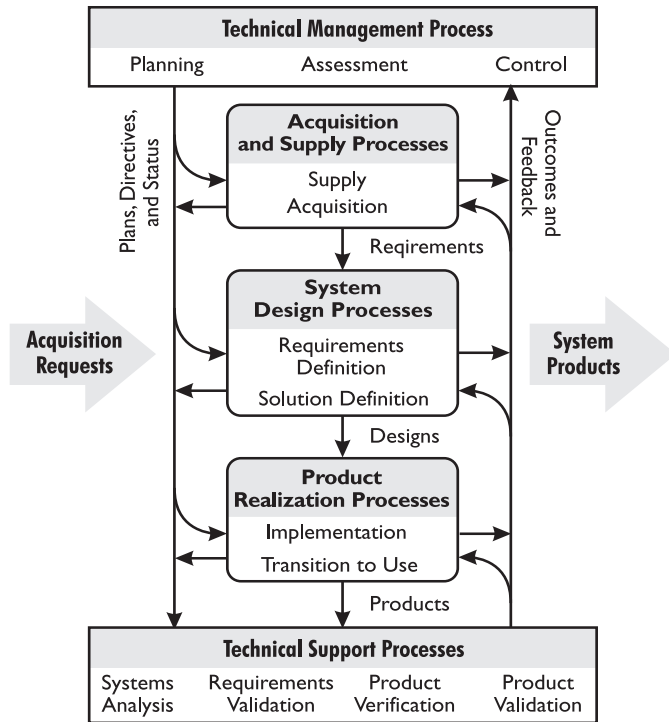 Technical Management Process
Planning Assessment Control
Plans, Directives,
and Status
Outcomes and
Feedback
Acquisition
and Supply Processes
Supply
Acquisition
Reqirements
Acquisition
Requests
System
Design Processes
Requirements
Definition
Solution Definition
System
Products
Designs
Product
Realization Processes
Implementation
Transition to Use
Products
Technical Support Processes
Systems
Analysis
Requirements
Validation
Product
Verification
Product
Validation